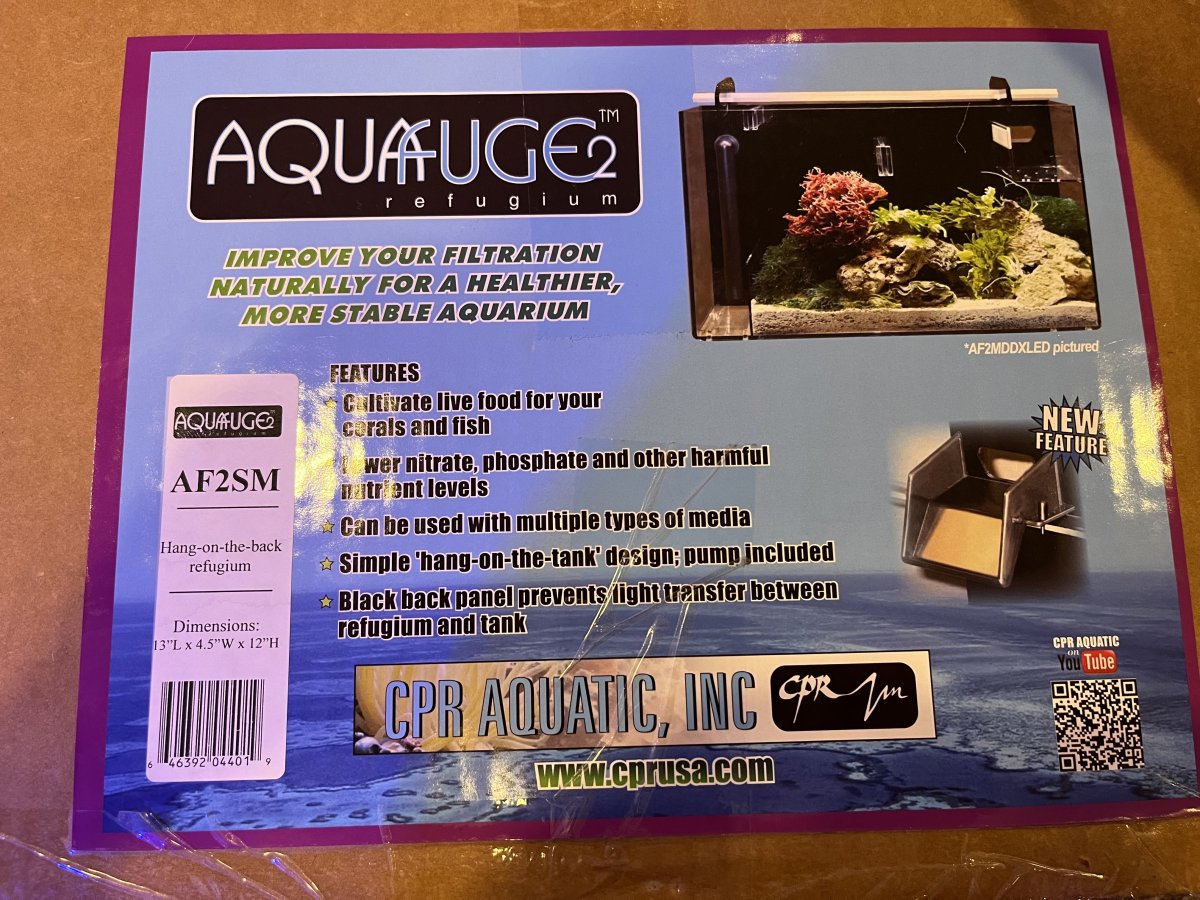 AQUAFUGE2™
refugium
IMPROVE YOUR FILTRATION
NATURALLY FOR A HEALTHIER,
MORE STABLE AQUARIUM
*AF2MDDXLED pictured
FEATURES
Cultivate live food for your
corals and fish
Lower nitrate, phosphate and other harmful
nutrient levels
Can be used with multiple types of media
Simple 'hang-on-the-tank' design; pump included
Black back panel prevents light transfer between
refugium and tank
NEW
FEATURE
AQUAFUGE2™
refugium
AF2SM
Hang-on-the-back
refugium
Dimensions:
13”L x 4.5”W x 12”H
6 46392 04401 9
CPR AQUATIC, INC
CPR
www.cprusa.com
CPR AQUATIC
on
YouTube